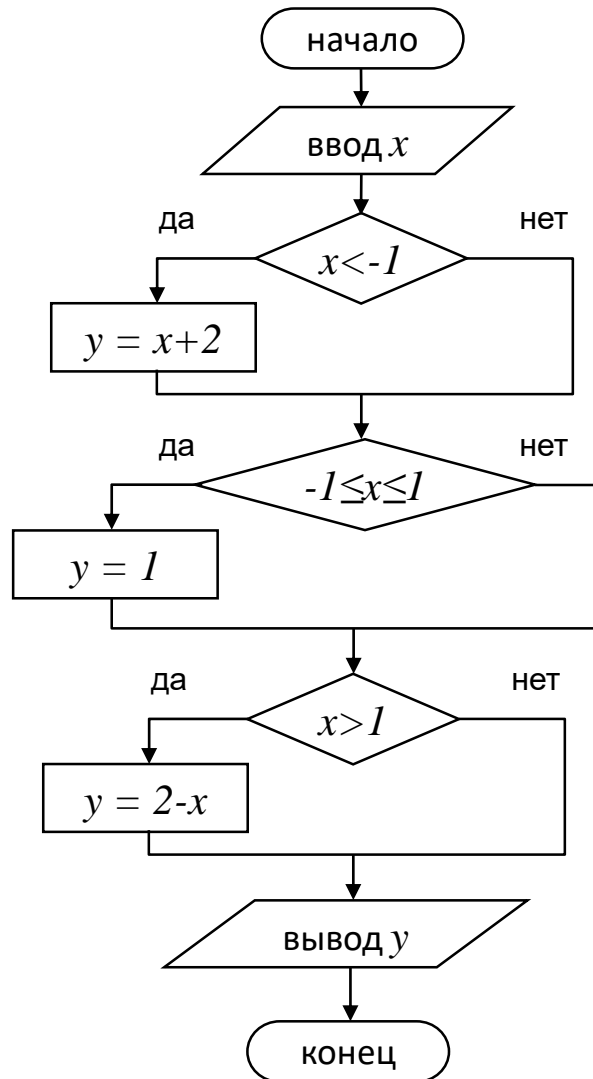 начало
ввод x
да нет
x<-1
y = x+2
да нет
-1≤x≤1
y = 1
да нет
x>1
y = 2-x
вывод y
конец